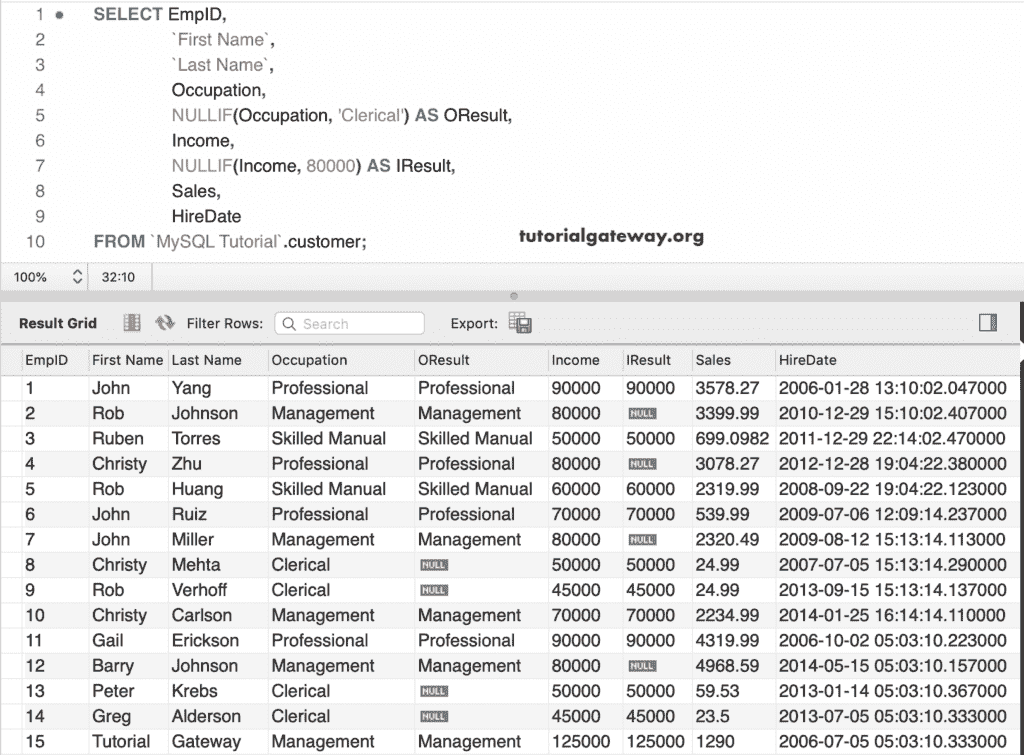 1 SELECT EmpID,
2 `First Name`,
3 `Last Name`,
4 Occupation,
5 NULLIF(Occupation, 'Clerical') AS OResult,
6 Income,
7 NULLIF(Income, 80000) AS IResult,
8 Sales,
9 HireDate
10 FROM `MySQL Tutorial`.customer;
tutorialgateway.org
100% 32:10
Result Grid Filter Rows: Search Export:
EmpID First Name Last Name Occupation OResult Income IResult Sales HireDate
1 John Yang Professional Professional 90000 90000 3578.27 2006-01-28 13:10:02.047000
2 Rob Johnson Management Management 80000 NULL 3399.99 2010-12-29 15:10:02.407000
3 Ruben Torres Skilled Manual Skilled Manual 50000 50000 699.0982 2011-12-29 22:14:02.470000
4 Christy Zhu Professional Professional 80000 NULL 3078.27 2012-12-28 19:04:22.380000
5 Rob Huang Skilled Manual Skilled Manual 60000 60000 2319.99 2008-09-22 19:04:22.123000
6 John Ruiz Professional Professional 70000 70000 539.99 2009-07-06 12:09:14.237000
7 John Miller Management Management 80000 NULL 2320.49 2009-08-12 15:13:14.113000
8 Christy Mehta Clerical NULL 50000 50000 24.99 2007-07-05 15:13:14.290000
9 Rob Verhoff Clerical NULL 45000 45000 24.99 2013-09-15 15:13:14.137000
10 Christy Carlson Management Management 70000 70000 2234.99 2014-01-25 16:14:14.110000
11 Gail Erickson Professional Professional 90000 90000 4319.99 2006-10-02 05:03:10.223000
12 Barry Johnson Management Management 80000 NULL 4968.59 2014-05-15 05:03:10.157000
13 Peter Krebs Clerical NULL 50000 50000 59.53 2013-01-14 05:03:10.367000
14 Greg Alderson Clerical NULL 45000 45000 23.5 2013-07-05 05:03:10.333000
15 Tutorial Gateway Management Management 125000 125000 1290 2006-07-05 05:03:10.333000